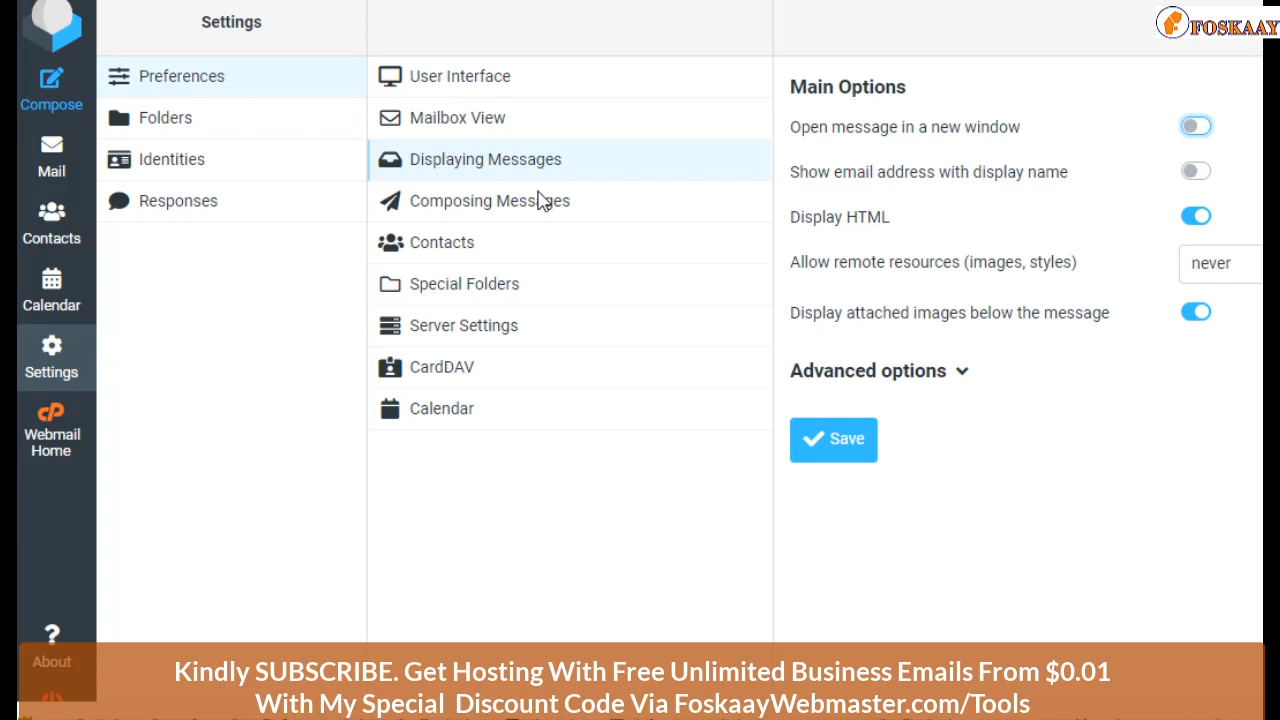 Settings
FOSKAAY
Compose
Mail
Contacts
Calendar
Settings
cP
Webmail
Home
?
About
Preferences
Folders
Identities
Responses
User Interface
Mailbox View
Displaying Messages
Composing Messages
Contacts
Special Folders
Server Settings
CardDAV
Calendar
Main Options
Open message in a new window
Show email address with display name
Display HTML
Allow remote resources (images, styles)
never
Display attached images below the message
Advanced options
Save
Kindly SUBSCRIBE. Get Hosting With Free Unlimited Business Emails From $0.01
With My Special Discount Code Via FoskaayWebmaster.com/Tools